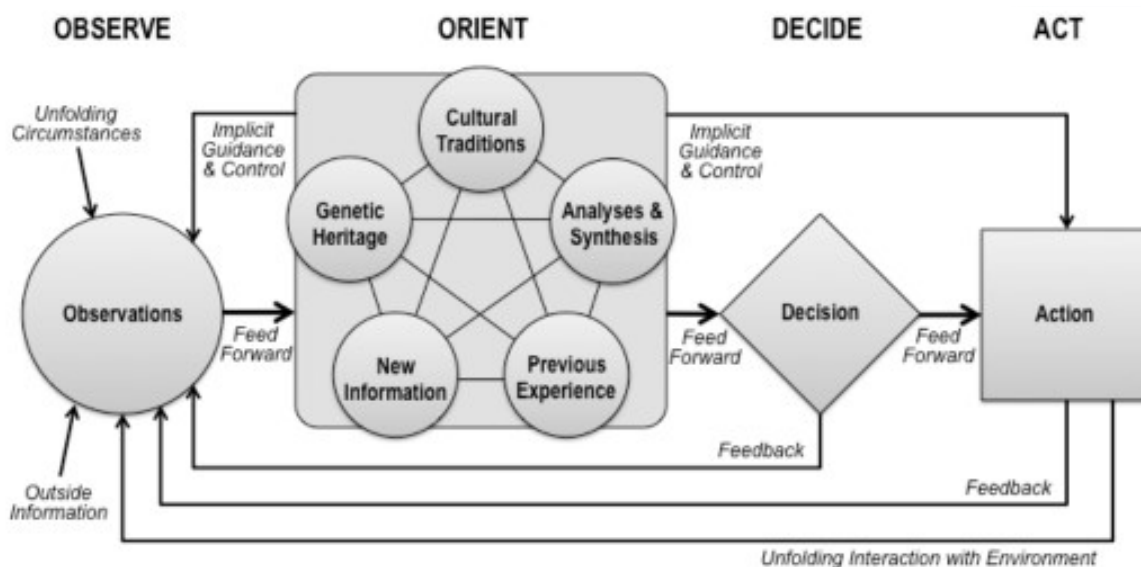 OBSERVE
ORIENT
DECIDE
ACT
Unfolding
Circumstances
Implicit
Guidance
& Control
Cultural
Traditions
Implicit
Guidance
& Control
Genetic
Heritage
Analyses &
Synthesis
Observations
Feed
Forward
New
Information
Previous
Experience
Feed
Forward
Decision
Feed
Forward
Action
Feedback
Outside
Information
Feedback
Unfolding Interaction with Environment